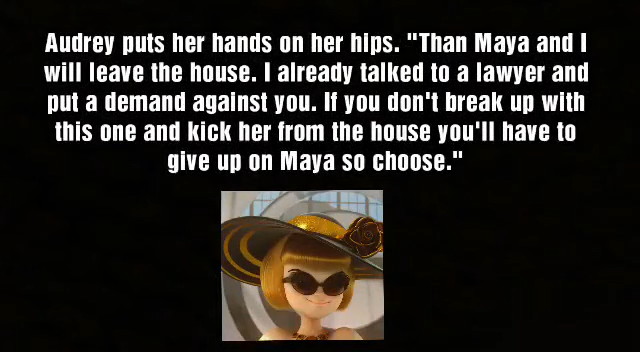 Audrey puts her hands on her hips. "Than Maya and I
will leave the house. I already talked to a lawyer and
put a demand against you. If you don't break up with
this one and kick her from the house you'll have to
give up on Maya so choose."